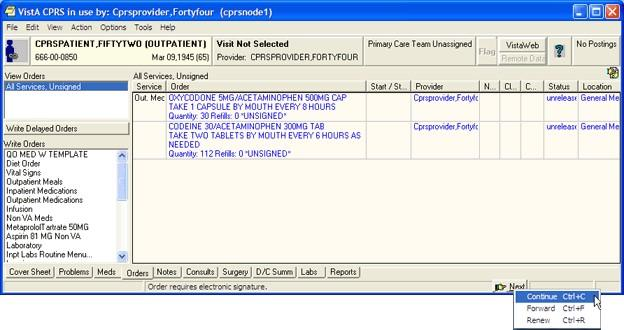 VistA CPRS in use by: Cprsprovider,Fortyfour (cprsnode1)
File Edit View Action Options Tools Help
CPRSPATIENT,FIFTYTWO (OUTPATIENT) Visit Not Selected Primary Care Team Unassigned Flag VistaWeb Remote Data ? No Postings
666-00-0850 Mar 09,1945 (65) Provider: CPRSPROVIDER,FORTYFOUR
View Orders
All Services, Unsigned
Write Delayed Orders
Write Orders
QO MED W TEMPLATE
Diet Order
Vital Signs
Outpatient Meals
Inpatient Medications
Outpatient Medications
Infusion
Non VA Meds
MetaprololTartrate 50MG
Aspirin 81 MG Non VA
Laboratory
Inpt Labs Routine Menu...
All Services, Unsigned
Service Order Start / St... Provider N... Cl... C... Status Location
Out. Med OXYCODONE 5MG/ACETAMINOPHEN 500MG CAP Cprsprovider,Fortyfo unrelease General Me
TAKE 1 CAPSULE BY MOUTH EVERY 8 HOURS
Quantity: 30 Refills: 0 *UNSIGNED*
CODEINE 30/ACETAMINOPHEN 300MG TAB Cprsprovider,Fortyfo unrelease General Me
TAKE TWO TABLETS BY MOUTH EVERY 6 HOURS AS
NEEDED
Quantity: 112 Refills: 0 *UNSIGNED*
Cover Sheet Problems Meds Orders Notes Consults Surgery D/C Summ Labs Reports
Order requires electronic signature. Next
Continue Ctrl+C
Forward Ctrl+F
Renew Ctrl+R